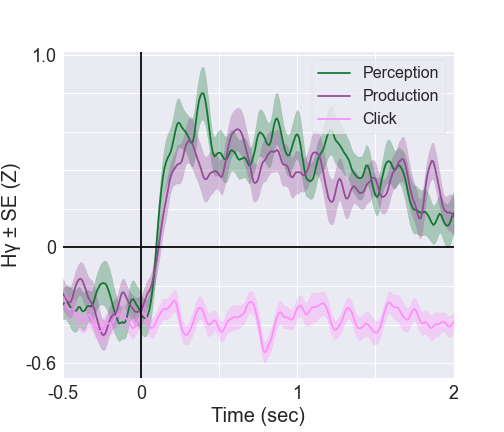 1.0
Perception
Production
Click
Hγ ± SE (Z)
0
-0.6
-0.5
0
1
2
Time (sec)